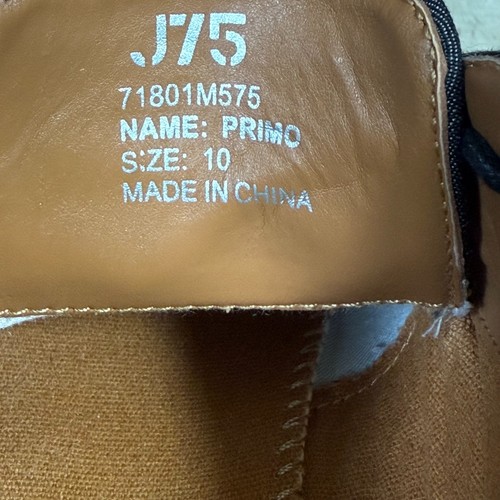 J75
71801M575
NAME: PRIMO
SIZE: 10
MADE IN CHINA